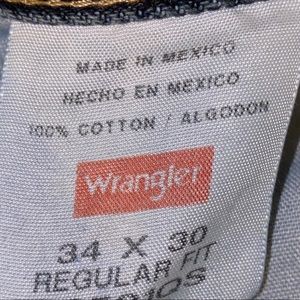 MADE IN MEXICO
HECHO EN MEXICO
100% COTTON / ALGODON
Wrangler
34 X 30
REGULAR FIT